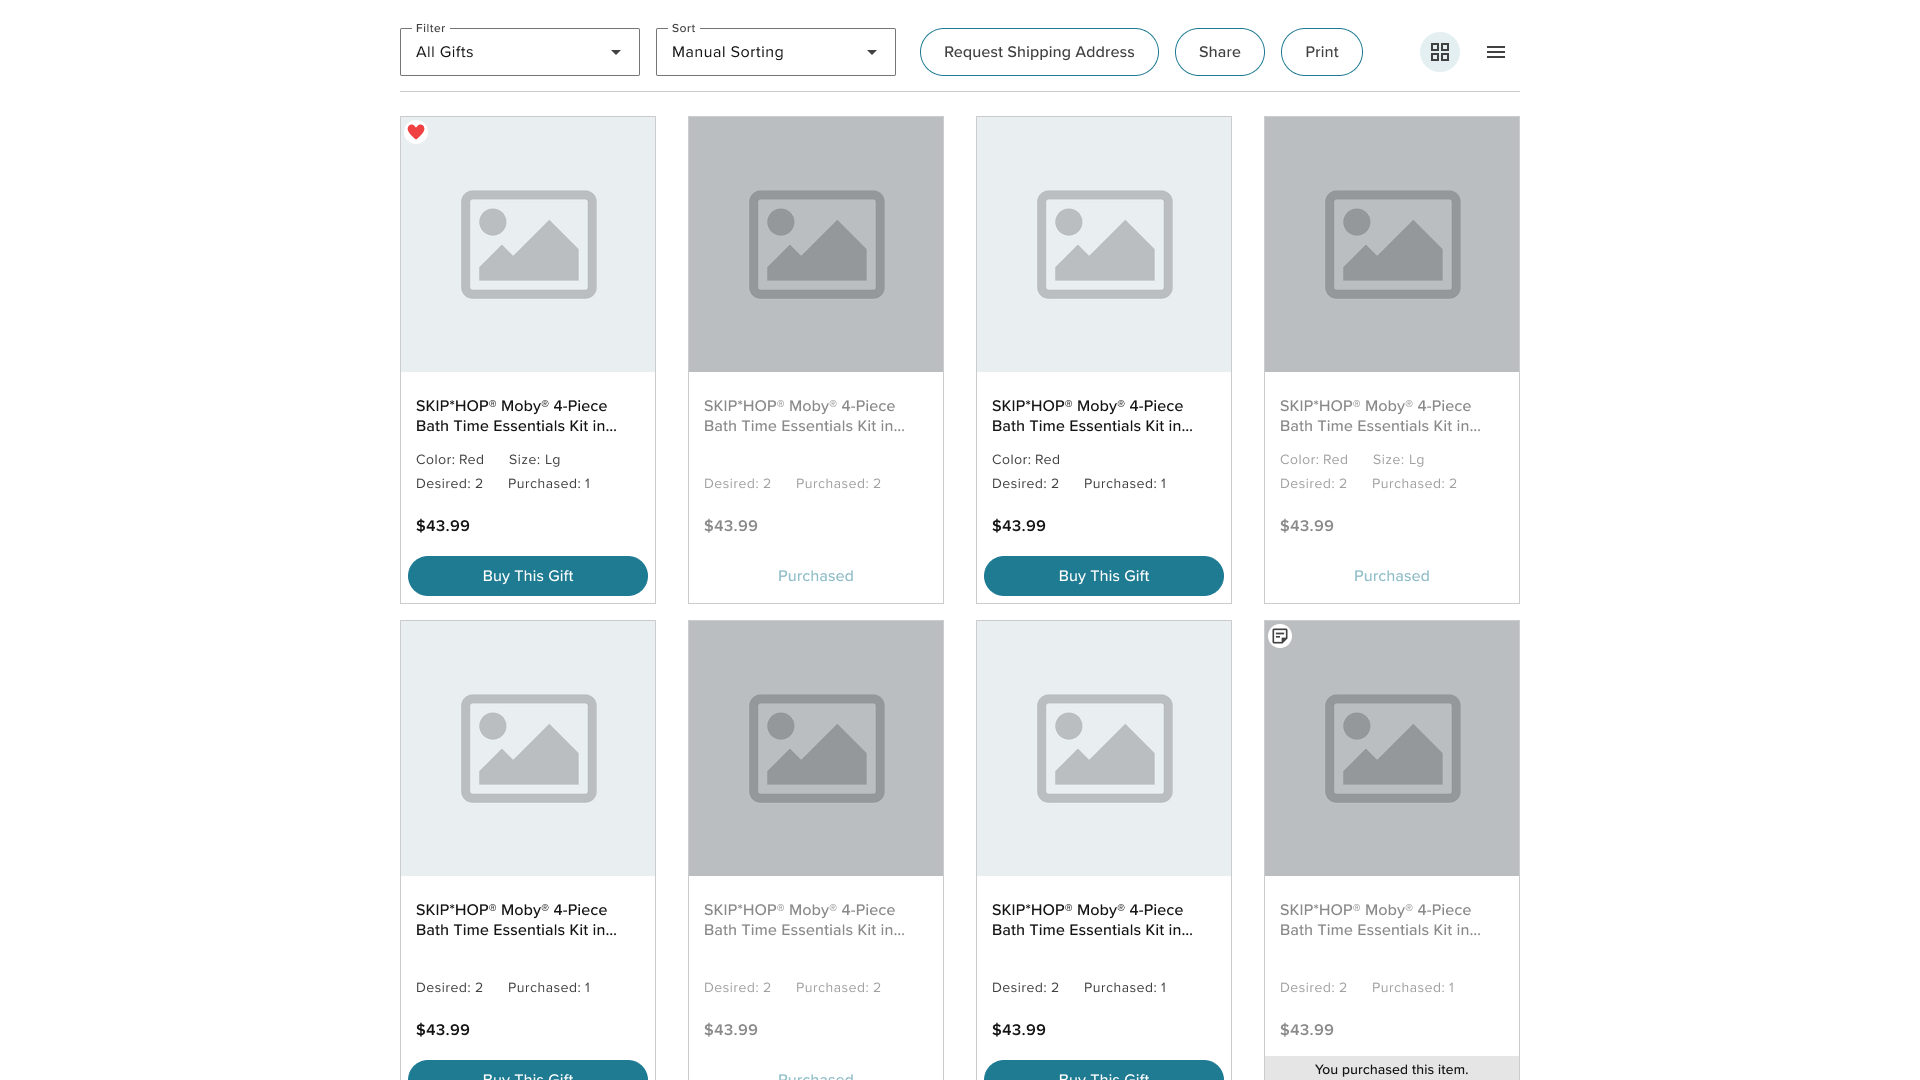 Filter
All Gifts
Sort
Manual Sorting
Request Shipping Address
Share
Print
SKIP*HOP® Moby® 4-Piece
Bath Time Essentials Kit in...
Color: Red Size: Lg
Desired: 2 Purchased: 1
$43.99
Buy This Gift
SKIP*HOP® Moby® 4-Piece
Bath Time Essentials Kit in...
Desired: 2 Purchased: 2
$43.99
Purchased
SKIP*HOP® Moby® 4-Piece
Bath Time Essentials Kit in...
Color: Red
Desired: 2 Purchased: 1
$43.99
Buy This Gift
SKIP*HOP® Moby® 4-Piece
Bath Time Essentials Kit in...
Color: Red Size: Lg
Desired: 2 Purchased: 2
$43.99
Purchased
SKIP*HOP® Moby® 4-Piece
Bath Time Essentials Kit in...
Desired: 2 Purchased: 1
$43.99
Buy This Gift
SKIP*HOP® Moby® 4-Piece
Bath Time Essentials Kit in...
Desired: 2 Purchased: 2
$43.99
Purchased
SKIP*HOP® Moby® 4-Piece
Bath Time Essentials Kit in...
Desired: 2 Purchased: 1
$43.99
Buy This Gift
SKIP*HOP® Moby® 4-Piece
Bath Time Essentials Kit in...
Desired: 2 Purchased: 1
$43.99
You purchased this item.